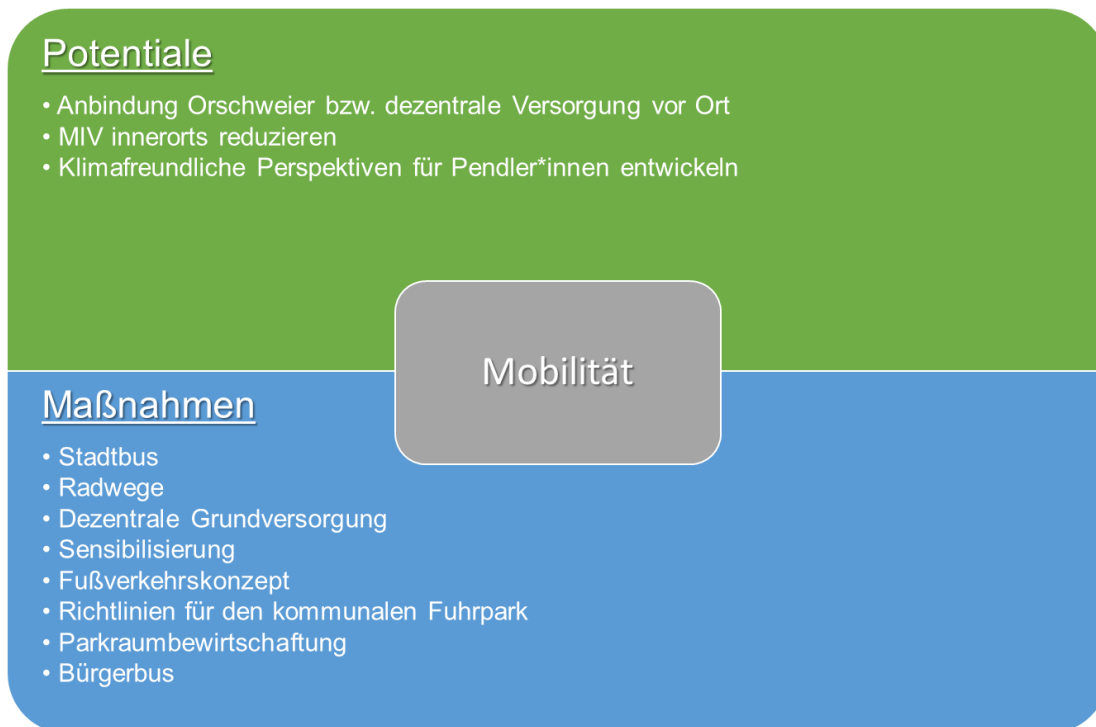 Potentiale
• Anbindung Orschweier bzw. dezentrale Versorgung vor Ort
• MIV innerorts reduzieren
• Klimafreundliche Perspektiven für Pendler*innen entwickeln
Mobilität
Maßnahmen
• Stadtbus
• Radwege
• Dezentrale Grundversorgung
• Sensibilisierung
• Fußverkehrskonzept
• Richtlinien für den kommunalen Fuhrpark
• Parkraumbewirtschaftung
• Bürgerbus